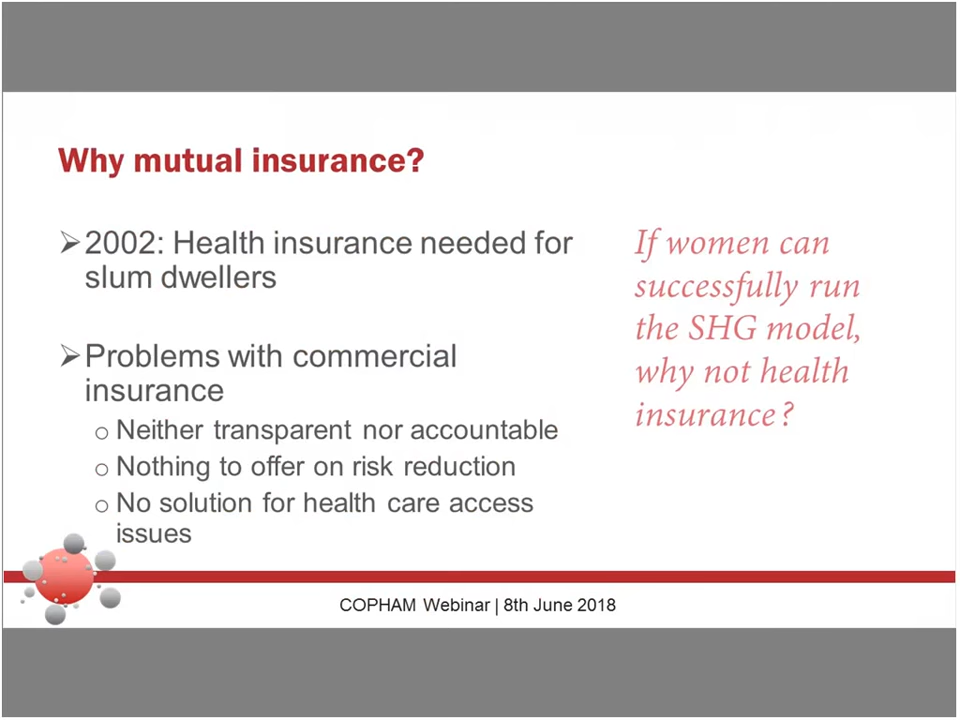 Why mutual insurance?
➢2002: Health insurance needed for
slum dwellers
➢Problems with commercial
insurance
o Neither transparent nor accountable
o Nothing to offer on risk reduction
o No solution for health care access
issues
If women can
successfully run
the SHG model,
why not health
insurance?
COPHAM Webinar | 8th June 2018